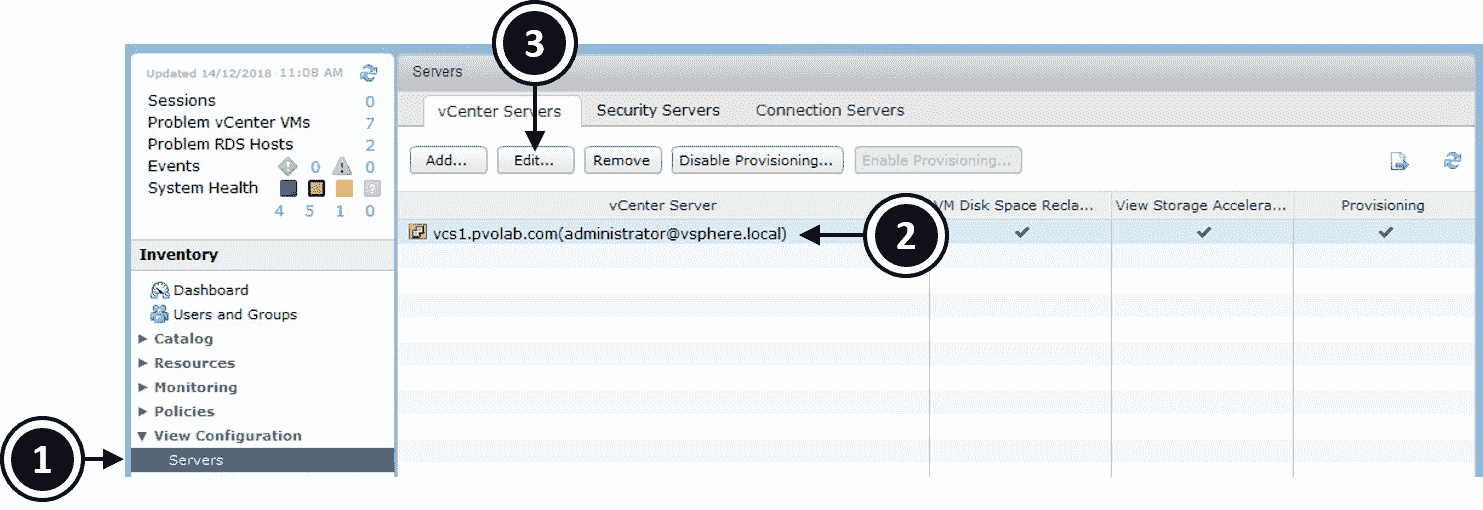 3
Updated 14/12/2018 11:08 AM
Servers
Sessions 0
Problem vCenter VMs 7
Problem RDS Hosts 2
Events 0 0
System Health ?
4 5 1 0
vCenter Servers Security Servers Connection Servers
Add... Edit... Remove Disable Provisioning... Enable Provisioning...
vCenter Server VM Disk Space Recla... View Storage Accelera... Provisioning
vcs1.pvolab.com(administrator@vsphere.local) 2
Inventory
Dashboard
Users and Groups
Catalog
Resources
Monitoring
Policies
View Configuration
1
Servers